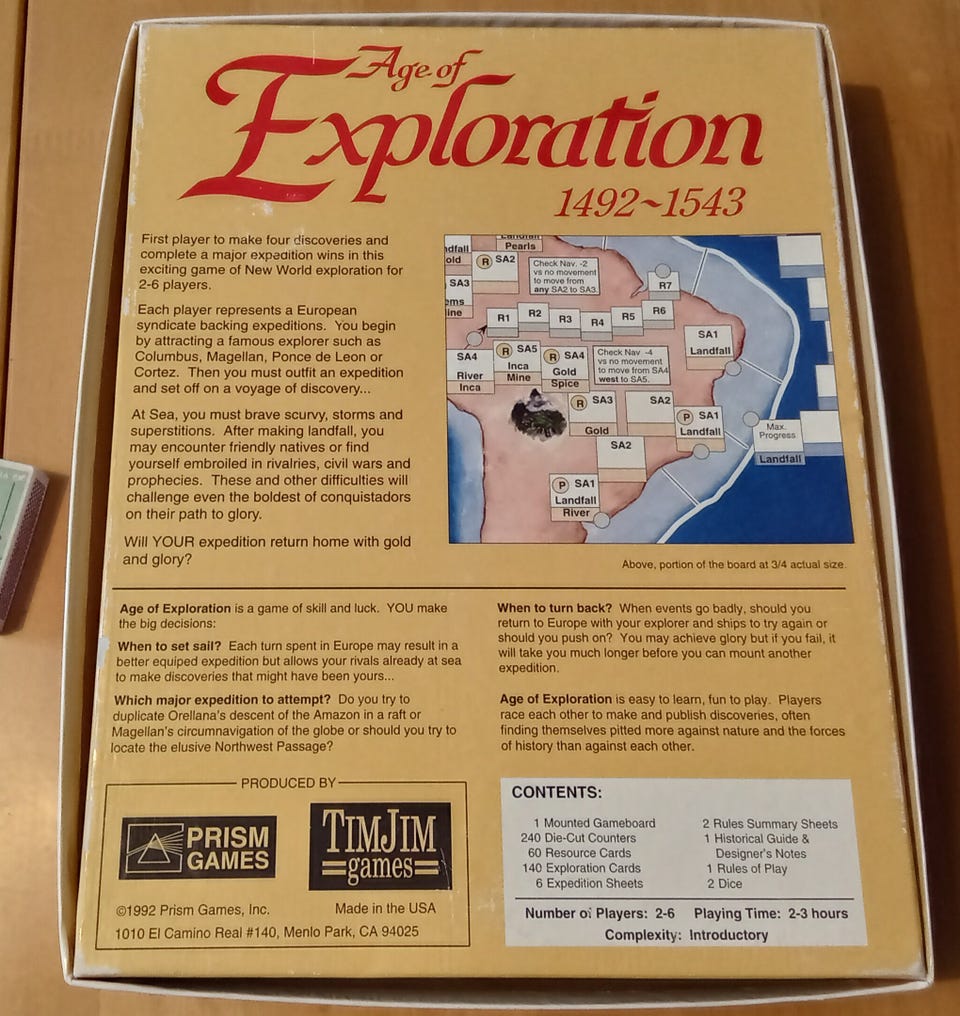 Age of
Exploration
1492~1543
First player to make four discoveries and
complete a major expedition wins in this
exciting game of New World exploration for
2-6 players.
Each player represents a European
syndicate backing expeditions. You begin
by attracting a famous explorer such as
Columbus, Magellan, Ponce de Leon or
Cortez. Then you must outfit an expedition
and set off on a voyage of discovery...
At Sea, you must brave scurvy, storms and
superstitions. After making landfall, you
may encounter friendly natives or find
yourself embroiled in rivalries, civil wars and
prophecies. These and other difficulties will
challenge even the boldest of conquistadors
on their path to glory.
Will YOUR expedition return home with gold
and glory?
Landfall
Pearls
ndfall
old
R SA2
Check Nav. -2
vs no movement
to move from
any SA2 to SA3.
SA3
ems
line
R7
R1
R2
R3
R4
R5
R6
SA1
Landfall
SA4
River
Inca
R SA5
Inca
Mine
R SA4
Gold
Spice
Check Nav -4
vs no movement
to move from SA4
west to SA5.
R SA3
Gold
SA2
P SA1
Landfall
Max.
Progress
Landfall
SA2
P SA1
Landfall
River
Above, portion of the board at 3/4 actual size.
Age of Exploration is a game of skill and luck. YOU make
the big decisions:
When to set sail? Each turn spent in Europe may result in a
better equiped expedition but allows your rivals already at sea
to make discoveries that might have been yours...
Which major expedition to attempt? Do you try to
duplicate Orellana's descent of the Amazon in a raft or
Magellan's circumnavigation of the globe or should you try to
locate the elusive Northwest Passage?
When to turn back? When events go badly, should you
return to Europe with your explorer and ships to try again or
should you push on? You may achieve glory but if you fail, it
will take you much longer before you can mount another
expedition.
Age of Exploration is easy to learn, fun to play. Players
race each other to make and publish discoveries, often
finding themselves pitted more against nature and the forces
of history than against each other.
PRODUCED BY
PRISM
GAMES
TIMJIM
games
©1992 Prism Games, Inc. Made in the USA
1010 El Camino Real #140, Menlo Park, CA 94025
CONTENTS:
1 Mounted Gameboard
240 Die-Cut Counters
60 Resource Cards
140 Exploration Cards
6 Expedition Sheets
2 Rules Summary Sheets
1 Historical Guide &
Designer's Notes
1 Rules of Play
2 Dice
Number of Players: 2-6 Playing Time: 2-3 hours
Complexity: Introductory